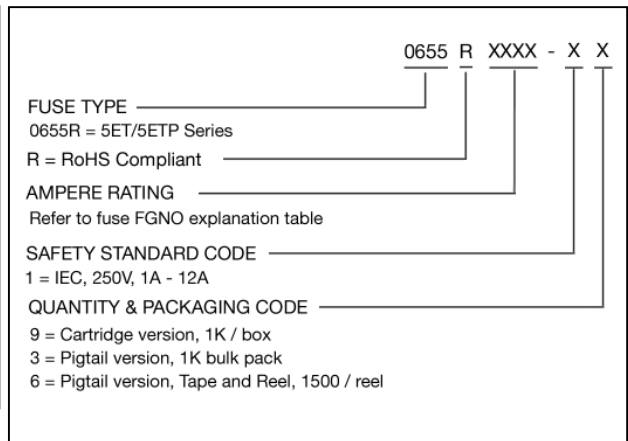 0655 R XXXX - X X
FUSE TYPE
0655R = 5ET/5ETP Series
R = RoHS Compliant
AMPERE RATING
Refer to fuse FGNO explanation table
SAFETY STANDARD CODE
1 = IEC, 250V, 1A - 12A
QUANTITY & PACKAGING CODE
9 = Cartridge version, 1K / box
3 = Pigtail version, 1K bulk pack
6 = Pigtail version, Tape and Reel, 1500 / reel